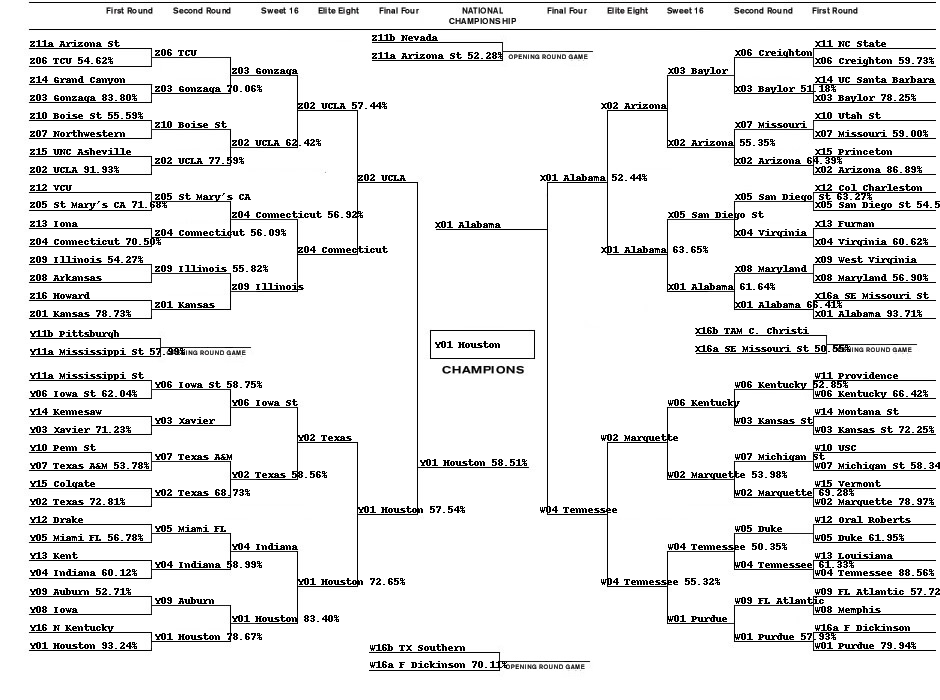 First Round Second Round Sweet 16 Elite Eight Final Four NATIONAL CHAMPIONSHIP Final Four Elite Eight Sweet 16 Second Round First Round
Z11a Arizona St
Z06 TCU 54.62%
Z14 Grand Canyon
Z03 Gonzaga 83.80%
Z10 Boise St 55.59%
Z07 Northwestern
Z15 UNC Asheville
Z02 UCLA 91.93%
Z12 VCU
Z05 St Mary's CA 71.68%
Z13 Iona
Z04 Connecticut 70.50%
Z09 Illinois 54.27%
Z08 Arkansas
Z16 Howard
Z01 Kansas 78.73%
Z06 TCU
Z03 Gonzaga 70.06%
Z10 Boise St
Z02 UCLA 77.59%
Z05 St Mary's CA
Z04 Connecticut 56.09%
Z09 Illinois 55.82%
Z01 Kansas
Z03 Gonzaga
Z02 UCLA 62.42%
Z04 Connecticut 56.92%
Z09 Illinois
Z02 UCLA 57.44%
Z04 Connecticut
Z02 UCLA
Z11b Nevada
Z11a Arizona St 52.28% OPENING ROUND GAME
Y11b Pittsburgh
Y11a Mississippi St 57.99% OPENING ROUND GAME
Y11a Mississippi St
Y06 Iowa St 62.04%
Y14 Kennesaw
Y03 Xavier 71.23%
Y10 Penn St
Y07 Texas A&M 53.78%
Y15 Colgate
Y02 Texas 72.81%
Y12 Drake
Y05 Miami FL 56.78%
Y13 Kent
Y04 Indiana 60.12%
Y09 Auburn 52.71%
Y08 Iowa
Y16 N Kentucky
Y01 Houston 93.24%
Y06 Iowa St 58.75%
Y03 Xavier
Y07 Texas A&M
Y02 Texas 68.73%
Y05 Miami FL
Y04 Indiana 58.99%
Y09 Auburn
Y01 Houston 78.67%
Y06 Iowa St
Y02 Texas 58.56%
Y04 Indiana
Y01 Houston 83.40%
Y02 Texas
Y01 Houston 72.65%
Y01 Houston 57.54%
Y01 Houston 58.51%
X01 Alabama
Y01 Houston
CHAMPIONS
W16b TX Southern
W16a F Dickinson 70.11% OPENING ROUND GAME
X01 Alabama 52.44%
X02 Arizona
X01 Alabama 63.65%
X03 Baylor
X02 Arizona 55.35%
X05 San Diego St
X01 Alabama 61.64%
X06 Creighton
X03 Baylor 51.18%
X07 Missouri
X02 Arizona 64.39%
X05 San Diego St 63.27%
X04 Virginia
X08 Maryland
X01 Alabama 66.41%
X11 NC State
X06 Creighton 59.73%
X14 UC Santa Barbara
X03 Baylor 78.25%
X10 Utah St
X07 Missouri 59.00%
X15 Princeton
X02 Arizona 86.89%
X12 Col Charleston
X05 San Diego St 54.5
X13 Furman
X04 Virginia 60.62%
X09 West Virginia
X08 Maryland 56.90%
X16a SE Missouri St
X01 Alabama 93.71%
X16b TAM C. Christi
X16a SE Missouri St 50.55% OPENING ROUND GAME
W04 Tennessee
W02 Marquette
W04 Tennessee 55.32%
W06 Kentucky
W02 Marquette 53.98%
W04 Tennessee 50.35%
W01 Purdue
W06 Kentucky 52.85%
W03 Kansas St
W07 Michigan St
W02 Marquette 69.28%
W05 Duke
W04 Tennessee 61.33%
W09 FL Atlantic
W01 Purdue 57.93%
W11 Providence
W06 Kentucky 66.42%
W14 Montana St
W03 Kansas St 72.25%
W10 USC
W07 Michigan St 58.34
W15 Vermont
W02 Marquette 78.97%
W12 Oral Roberts
W05 Duke 61.95%
W13 Louisiana
W04 Tennessee 88.56%
W09 FL Atlantic 57.72
W08 Memphis
W16a F Dickinson
W01 Purdue 79.94%